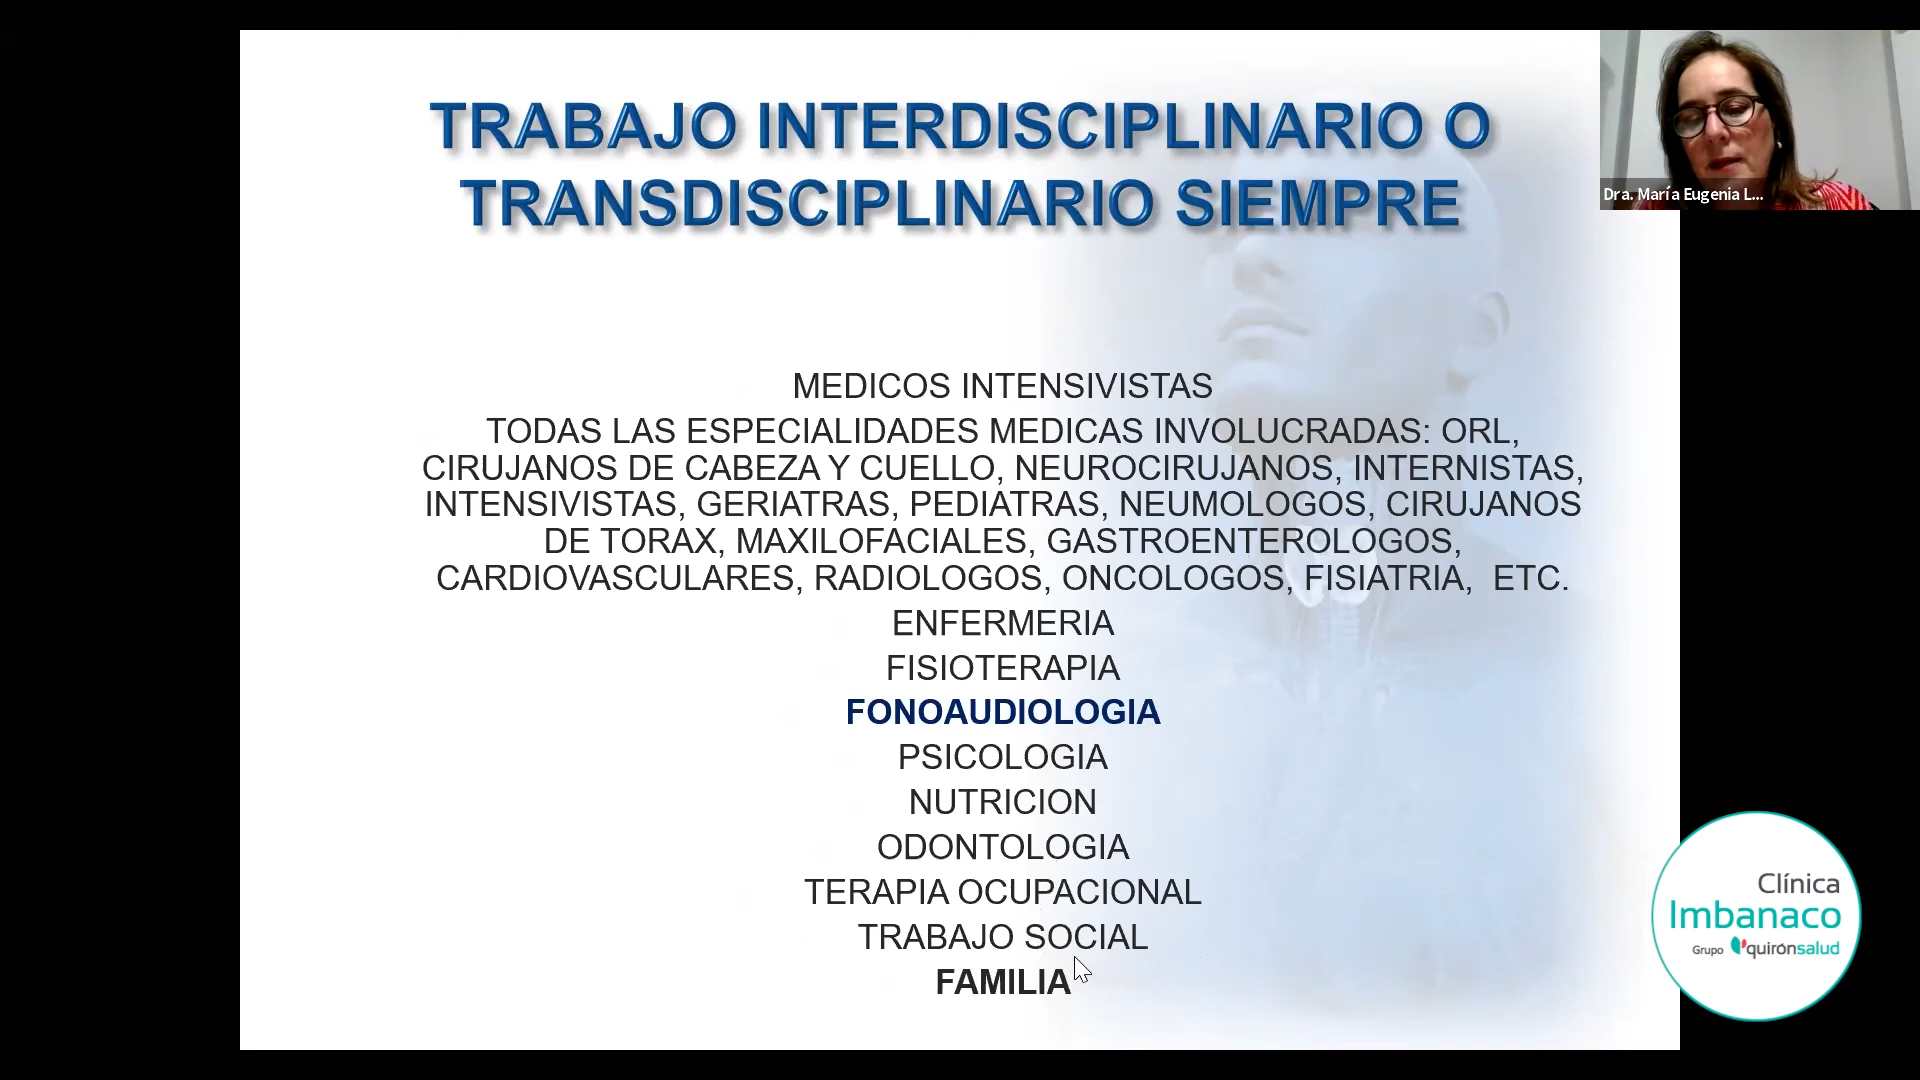 TRABAJO INTERDISCIPLINARIO O
TRANSDISCIPLINARIO SIEMPRE
Dra. María Eugenia L...
MEDICOS INTENSIVISTAS
TODAS LAS ESPECIALIDADES MEDICAS INVOLUCRADAS: ORL,
CIRUJANOS DE CABEZA Y CUELLO, NEUROCIRUJANOS, INTERNISTAS,
INTENSIVISTAS, GERIATRAS, PEDIATRAS, NEUMOLOGOS, CIRUJANOS
DE TORAX, MAXILOFACIALES, GASTROENTEROLOGOS,
CARDIOVASCULARES, RADIOLOGOS, ONCOLOGOS, FISIATRIA, ETC.
ENFERMERIA
FISIOTERAPIA
FONOAUDIOLOGIA
PSICOLOGIA
NUTRICION
ODONTOLOGIA
TERAPIA OCUPACIONAL
TRABAJO SOCIAL
FAMILIA
Clínica
Imbanaco
Grupo quirónsalud